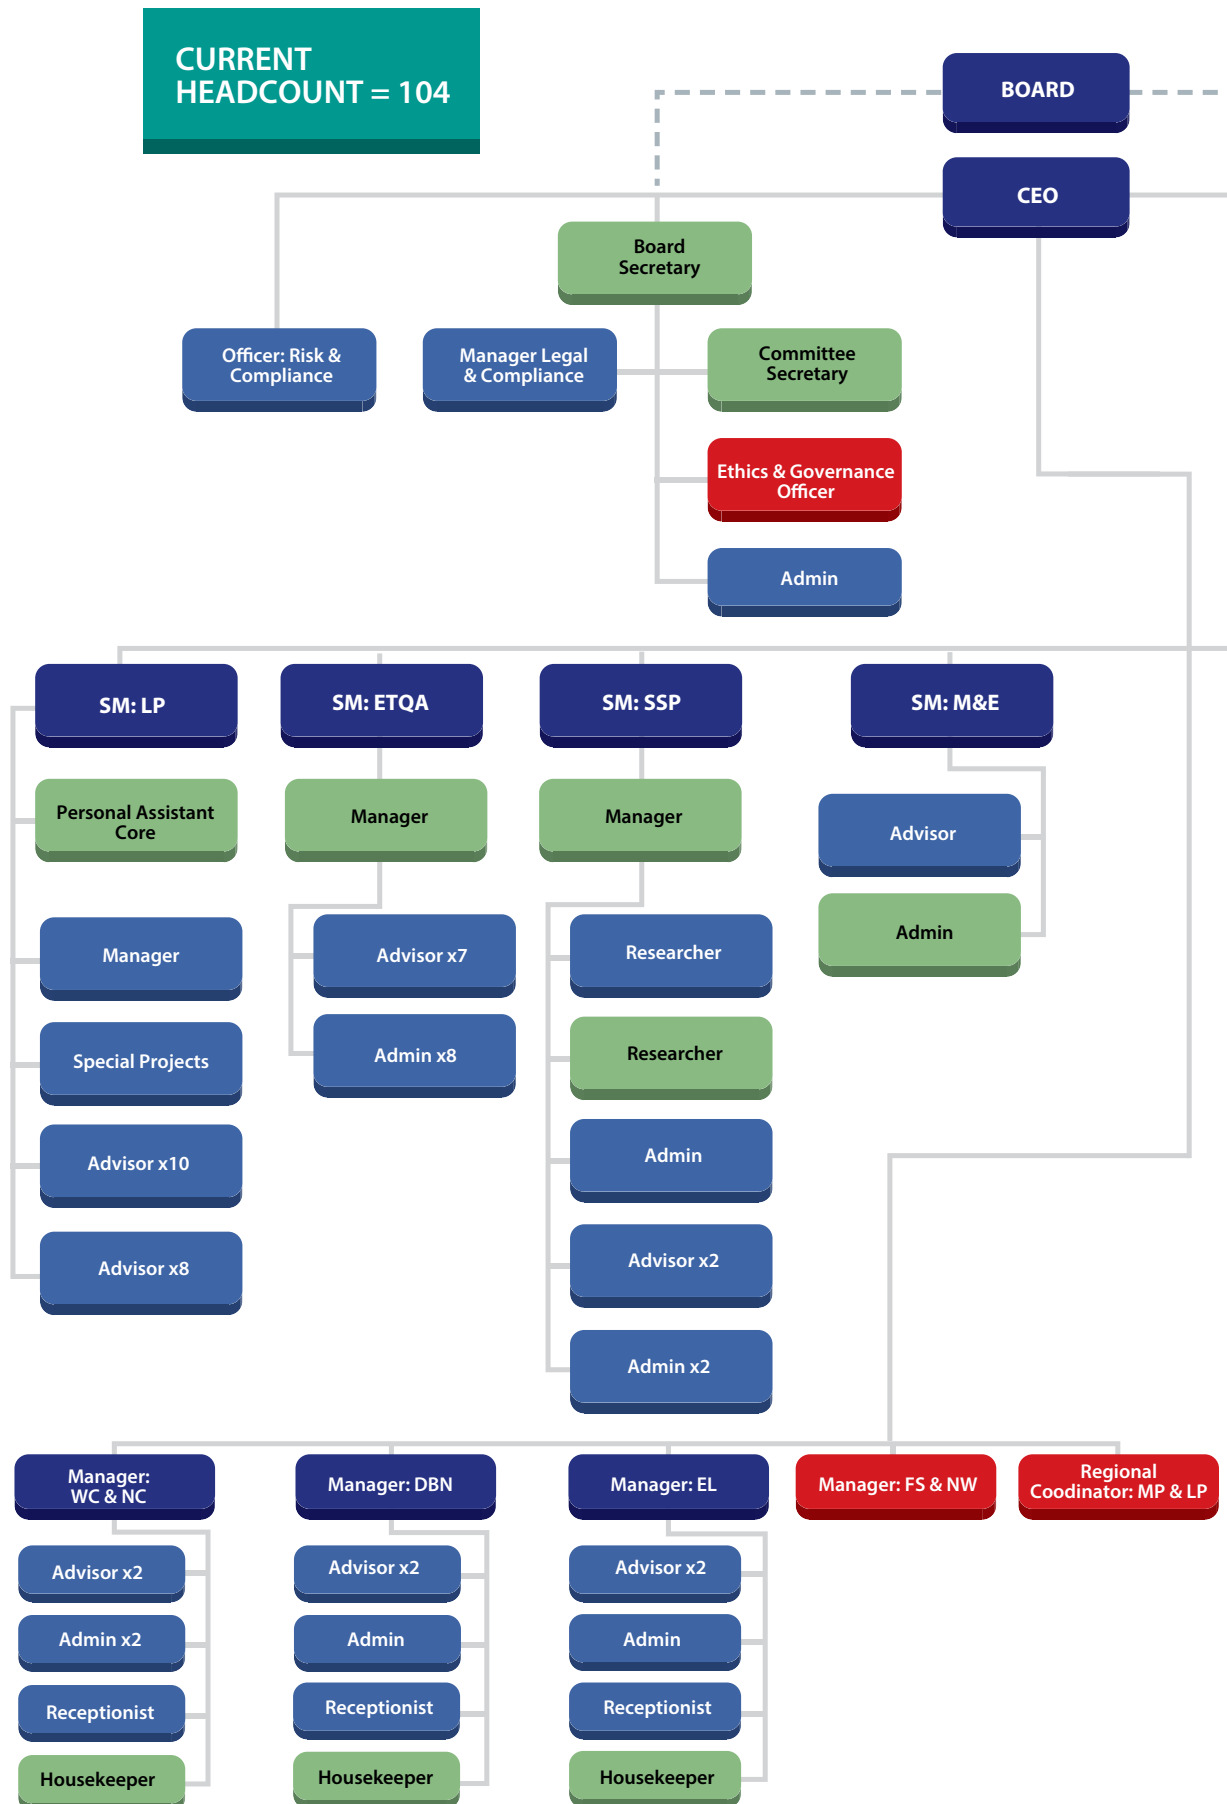 CURRENT
HEADCOUNT = 104
BOARD
CEO
Board
Secretary
Officer: Risk &
Compliance
Manager Legal
& Compliance
Committee
Secretary
Ethics & Governance
Officer
Admin
SM: LP
SM: ETQA
SM: SSP
SM: M&E
Personal Assistant
Core
Manager
Manager
Advisor
Admin
Manager
Special Projects
Advisor x10
Advisor x8
Advisor x7
Admin x8
Researcher
Researcher
Admin
Advisor x2
Admin x2
Manager:
WC & NC
Advisor x2
Admin x2
Receptionist
Housekeeper
Manager: DBN
Advisor x2
Admin
Receptionist
Housekeeper
Manager: EL
Advisor x2
Admin
Receptionist
Housekeeper
Manager: FS & NW
Regional
Coodinator: MP & LP